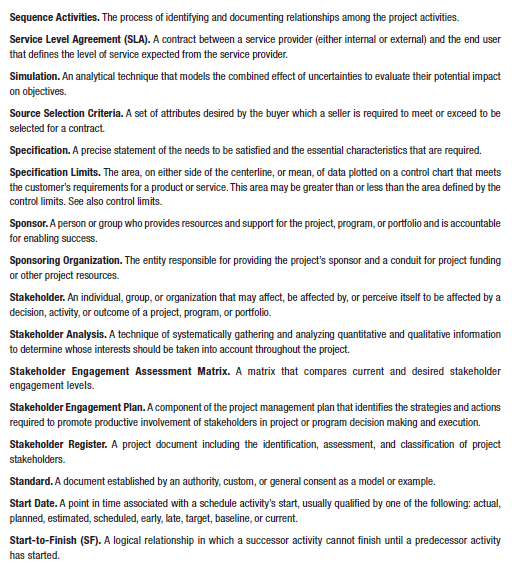 Sequence Activities. The process of identifying and documenting relationships among the project activities.
Service Level Agreement (SLA). A contract between a service provider (either internal or external) and the end user
that defines the level of service expected from the service provider.
Simulation. An analytical technique that models the combined effect of uncertainties to evaluate their potential impact
on objectives.
Source Selection Criteria. A set of attributes desired by the buyer which a seller is required to meet or exceed to be
selected for a contract.
Specification. A precise statement of the needs to be satisfied and the essential characteristics that are required.
Specification Limits. The area, on either side of the centerline, or mean, of data plotted on a control chart that meets
the customer's requirements for a product or service. This area may be greater than or less than the area defined by the
control limits. See also control limits.
Sponsor. A person or group who provides resources and support for the project, program, or portfolio and is accountable
for enabling success.
Sponsoring Organization. The entity responsible for providing the project's sponsor and a conduit for project funding
or other project resources.
Stakeholder. An individual, group, or organization that may affect, be affected by, or perceive itself to be affected by a
decision, activity, or outcome of a project, program, or portfolio.
Stakeholder Analysis. A technique of systematically gathering and analyzing quantitative and qualitative information
to determine whose interests should be taken into account throughout the project.
Stakeholder Engagement Assessment Matrix. A matrix that compares current and desired stakeholder
engagement levels.
Stakeholder Engagement Plan. A component of the project management plan that identifies the strategies and actions
required to promote productive involvement of stakeholders in project or program decision making and execution.
Stakeholder Register. A project document including the identification, assessment, and classification of project
stakeholders.
Standard. A document established by an authority, custom, or general consent as a model or example.
Start Date. A point in time associated with a schedule activity's start, usually qualified by one of the following: actual,
planned, estimated, scheduled, early, late, target, baseline, or current.
Start-to-Finish (SF). A logical relationship in which a successor activity cannot finish until a predecessor activity
has started.